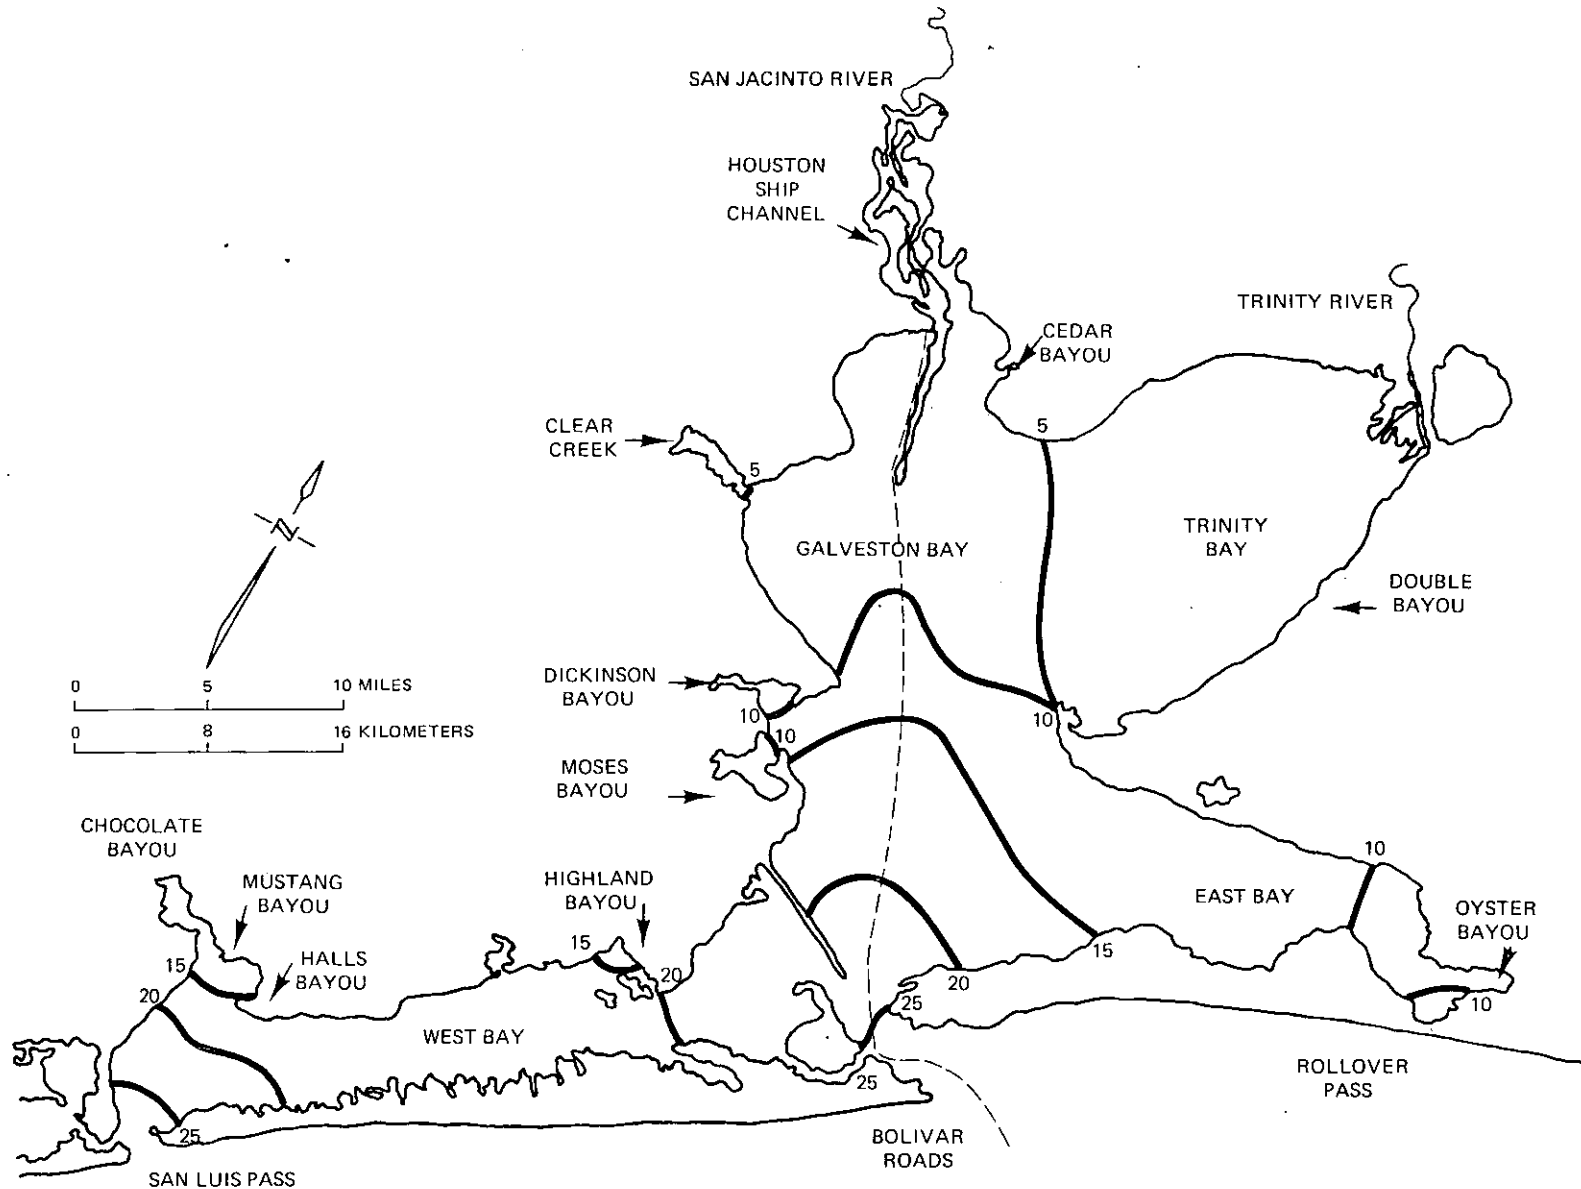 SAN JACINTO RIVER
HOUSTON
SHIP
CHANNEL
TRINITY RIVER
CEDAR
BAYOU
CLEAR
CREEK
5
5
GALVESTON BAY
TRINITY
BAY
DOUBLE
BAYOU
N
0 5 10 MILES
0 8 16 KILOMETERS
DICKINSON
BAYOU
10
10
10
MOSES
BAYOU
CHOCOLATE
BAYOU
MUSTANG
BAYOU
HALLS
BAYOU
HIGHLAND
BAYOU
10
EAST BAY
OYSTER
BAYOU
15
15
15
20
20
20
25
10
WEST BAY
25
25
ROLLOVER
PASS
BOLIVAR
ROADS
SAN LUIS PASS